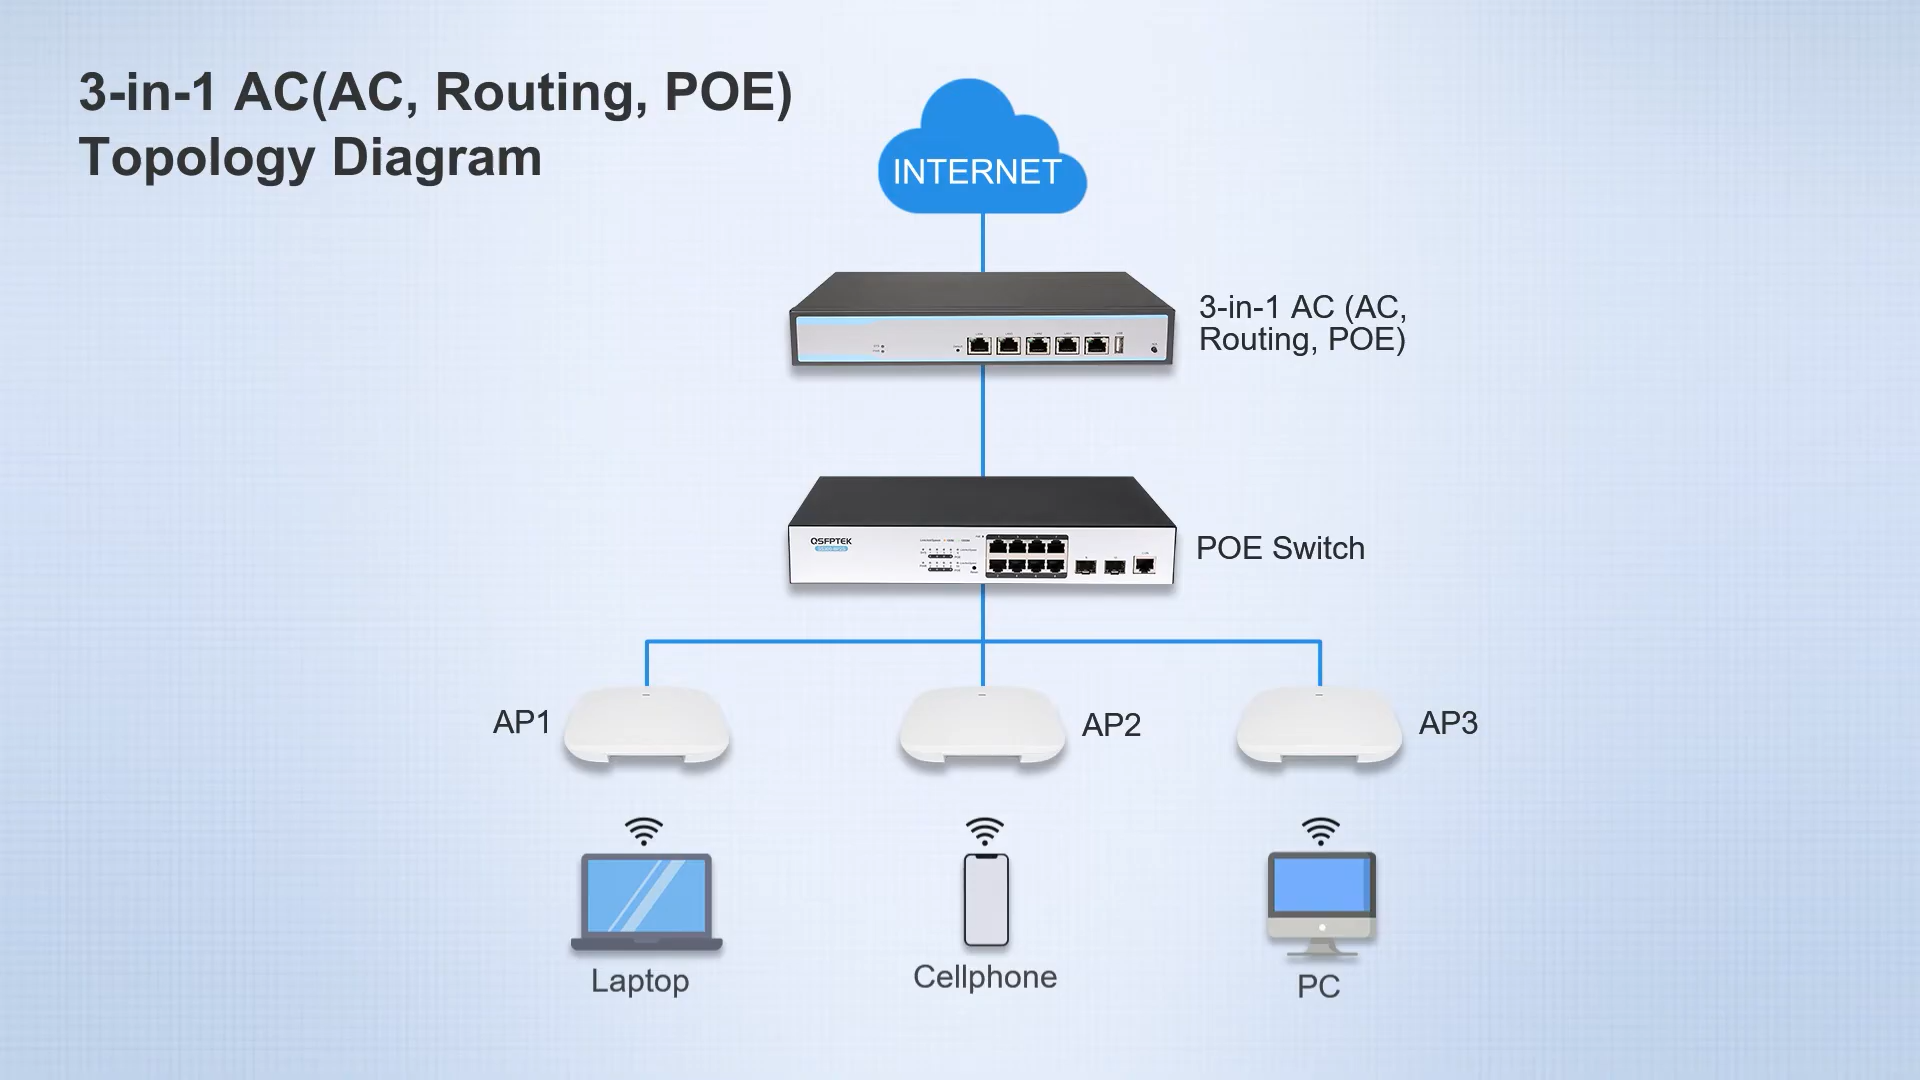 3-in-1 AC(AC, Routing, POE)
Topology Diagram
INTERNET
3-in-1 AC (AC,
Routing, POE)
QSFPTEK
POE Switch
AP1
AP2
AP3
Laptop
Cellphone
PC